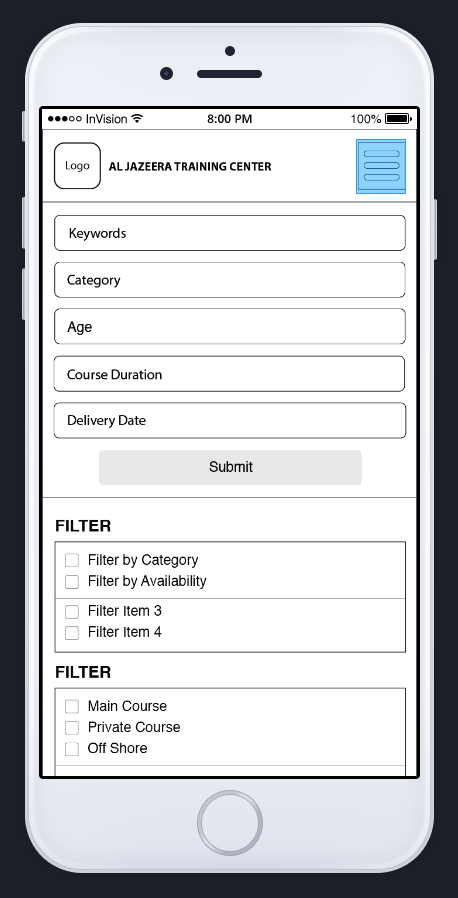 InVision 8:00 PM 100%
Logo AL JAZEERA TRAINING CENTER
Keywords
Category
Age
Course Duration
Delivery Date
Submit
FILTER
Filter by Category
Filter by Availability
Filter Item 3
Filter Item 4
FILTER
Main Course
Private Course
Off Shore